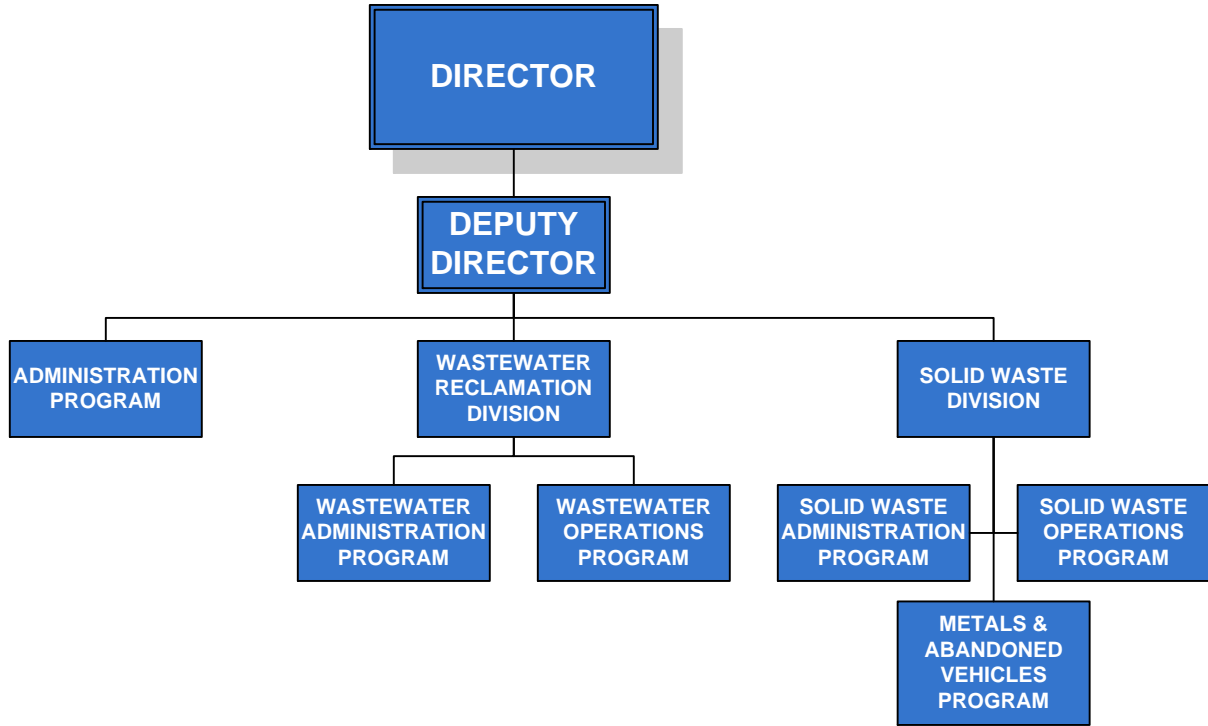 DIRECTOR
DEPUTY
DIRECTOR
ADMINISTRATION
PROGRAM
WASTEWATER
RECLAMATION
DIVISION
SOLID WASTE
DIVISION
WASTEWATER
ADMINISTRATION
PROGRAM
WASTEWATER
OPERATIONS
PROGRAM
SOLID WASTE
ADMINISTRATION
PROGRAM
SOLID WASTE
OPERATIONS
PROGRAM
METALS &
ABANDONED
VEHICLES
PROGRAM